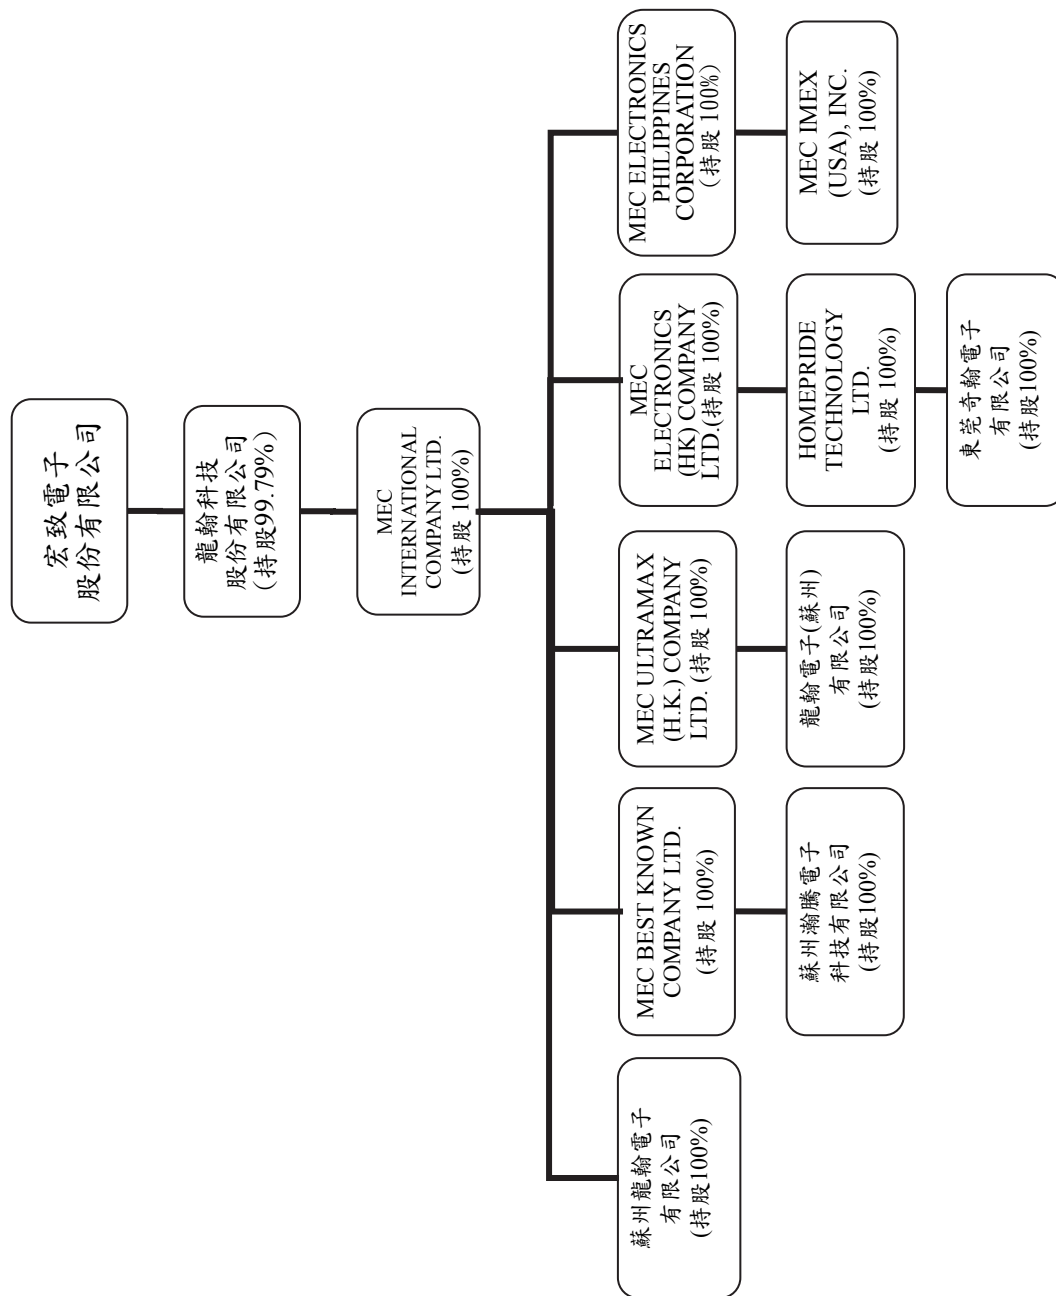 宏致電子
股份有限公司
龍翰科技
股份有限公司
(持股99.79%)
MEC
INTERNATIONAL
COMPANY LTD.
(持股 100%)
蘇州龍翰電子
有限公司
(持股100%)
MEC BEST KNOWN
COMPANY LTD.
(持股 100%)
MEC ULTRAMAX
(H.K.) COMPANY
LTD. (持股 100%)
MEC
ELECTRONICS
(HK) COMPANY
LTD.(持股 100%)
MEC ELECTRONICS
PHILIPPINES
CORPORATION
(持股 100%)
蘇州瀚騰電子
科技有限公司
(持股100%)
龍翰電子(蘇州)
有限公司
(持股100%)
HOMEPRIDE
TECHNOLOGY
LTD.
(持股 100%)
MEC IMEX
(USA), INC.
(持股 100%)
東莞奇翰電子
有限公司
(持股100%)